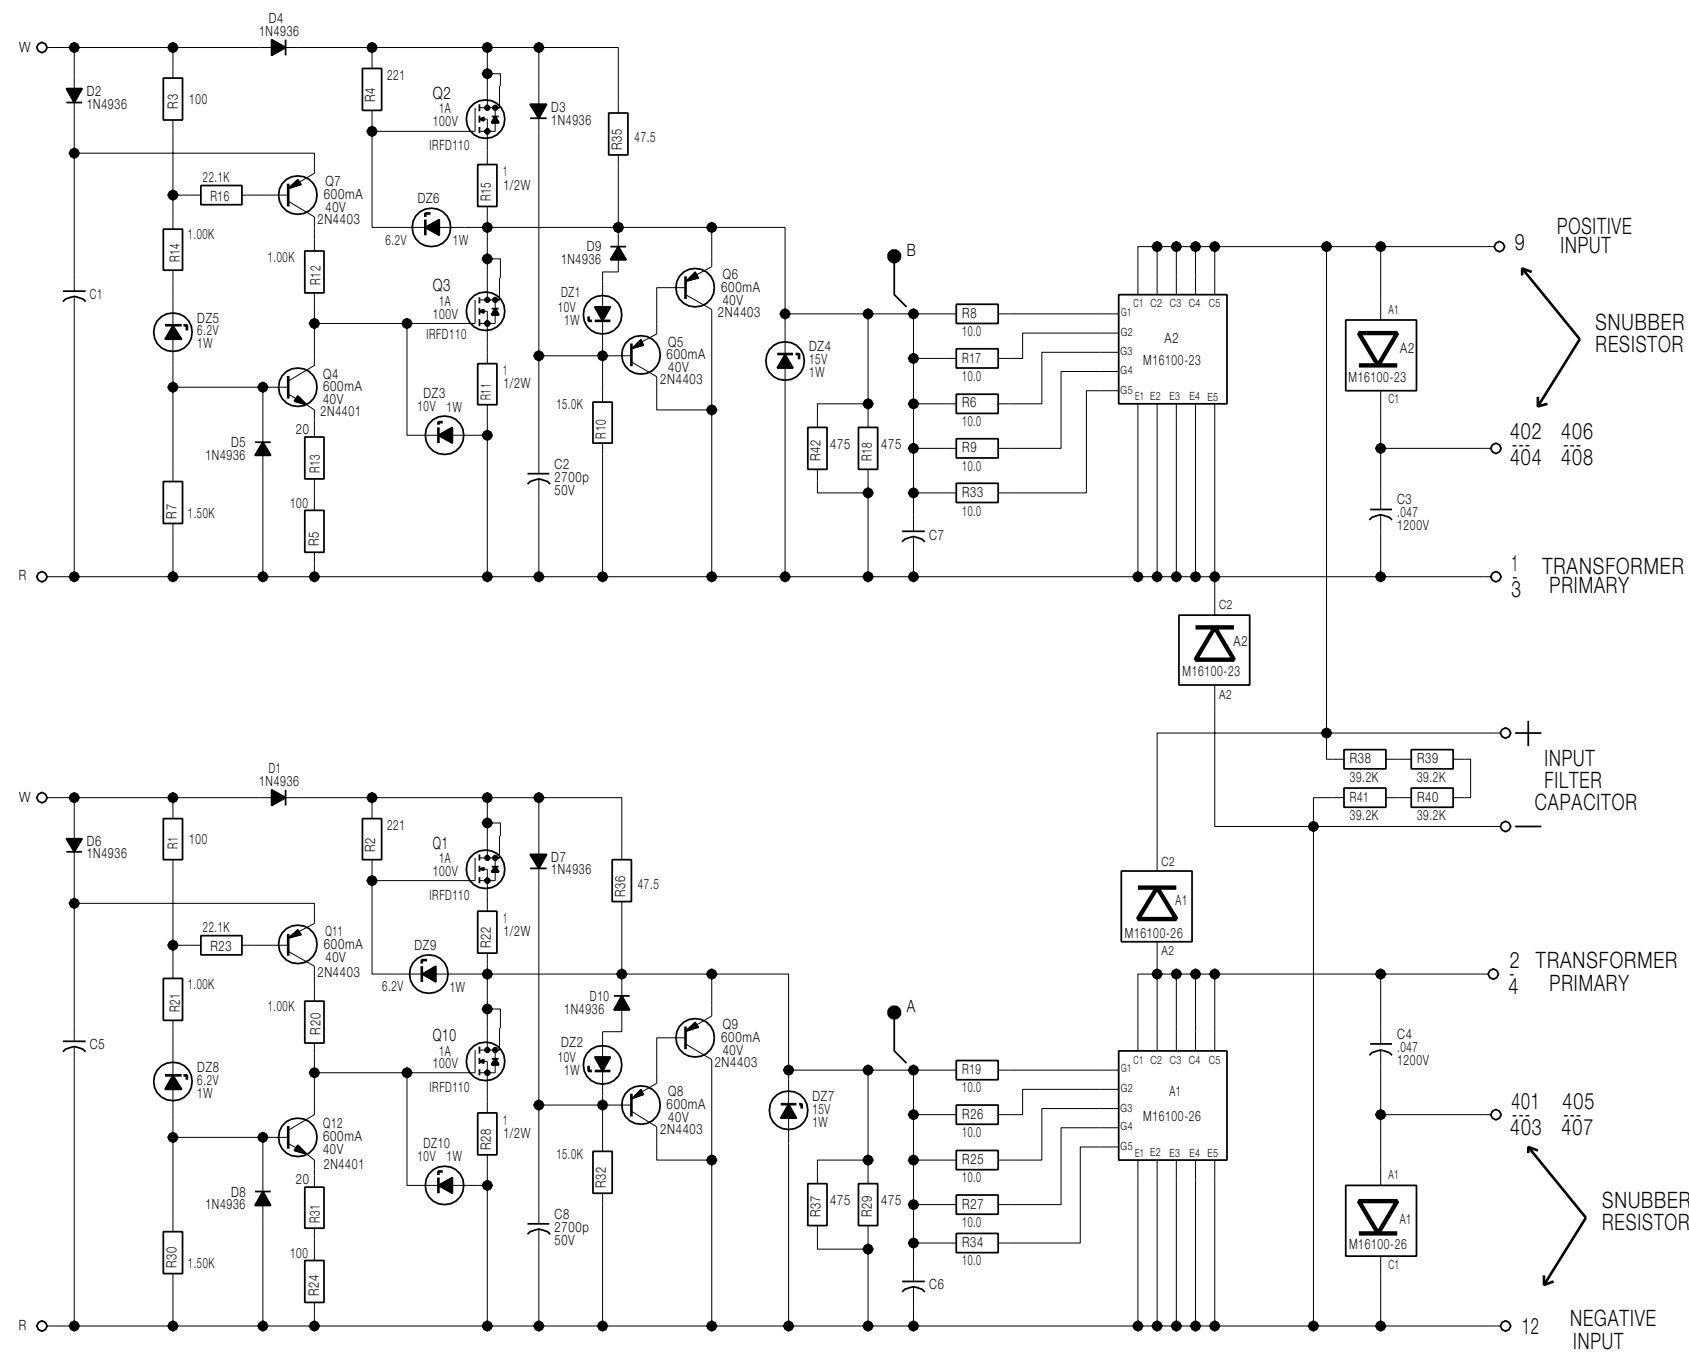 D4
1N4936
W
D2
1N4936
R3
100
R4
221
Q2
1A
100V
IRFD110
D3
1N4936
R35
47.5
22.1K
R16
Q7
600mA
40V
2N4403
R15
1
1/2W
DZ6
6.2V
1W
R14
1.00K
1.00K
R12
D9
1N4936
C1
DZ5
6.2V
1W
Q3
1A
100V
IRFD110
DZ1
10V
1W
Q6
600mA
40V
2N4403
Q5
600mA
40V
2N4403
Q4
600mA
40V
2N4401
DZ3
10V 1W
R11
1
1/2W
15.0K
R10
D5
1N4936
20
R13
C2
2700p
50V
R7
1.50K
100
R5
R
DZ4
15V
1W
R42
475
R18
475
B
R8
10.0
R17
10.0
R6
10.0
R9
10.0
R33
10.0
C7
C1 C2 C3 C4 C5
G1
G2
G3
G4
G5
A2
M16100-23
E1 E2 E3 E4 E5
POSITIVE
INPUT
9
A1
A2
M16100-23
C1
SNUBBER
RESISTOR
402 406
404 408
C3
.047
1200V
1
3
TRANSFORMER
PRIMARY
C2
A2
M16100-23
A2
R38
39.2K
R39
39.2K
R41
39.2K
R40
39.2K
INPUT
FILTER
CAPACITOR
D1
1N4936
W
D6
1N4936
R1
100
R2
221
Q1
1A
100V
IRFD110
D7
1N4936
R36
47.5
22.1K
R23
Q11
600mA
40V
2N4403
R22
1
1/2W
DZ9
6.2V
1W
R21
1.00K
1.00K
R20
D10
1N4936
C5
DZ8
6.2V
1W
Q10
1A
100V
IRFD110
DZ2
10V
1W
Q9
600mA
40V
2N4403
Q8
600mA
40V
2N4403
Q12
600mA
40V
2N4401
DZ10
10V 1W
R28
1
1/2W
15.0K
R32
D8
1N4936
20
R31
C8
2700p
50V
R30
1.50K
100
R24
R
DZ7
15V
1W
R37
475
R29
475
A
R19
10.0
R26
10.0
R25
10.0
R27
10.0
R34
10.0
C6
C2
A1
M16100-26
A2
C1 C2 C3 C4 C5
G1
G2
G3
G4
G5
A1
M16100-26
E1 E2 E3 E4 E5
2
4
TRANSFORMER
PRIMARY
C4
.047
1200V
401 405
403 407
A1
A1
M16100-26
C1
SNUBBER
RESISTOR
12
NEGATIVE
INPUT